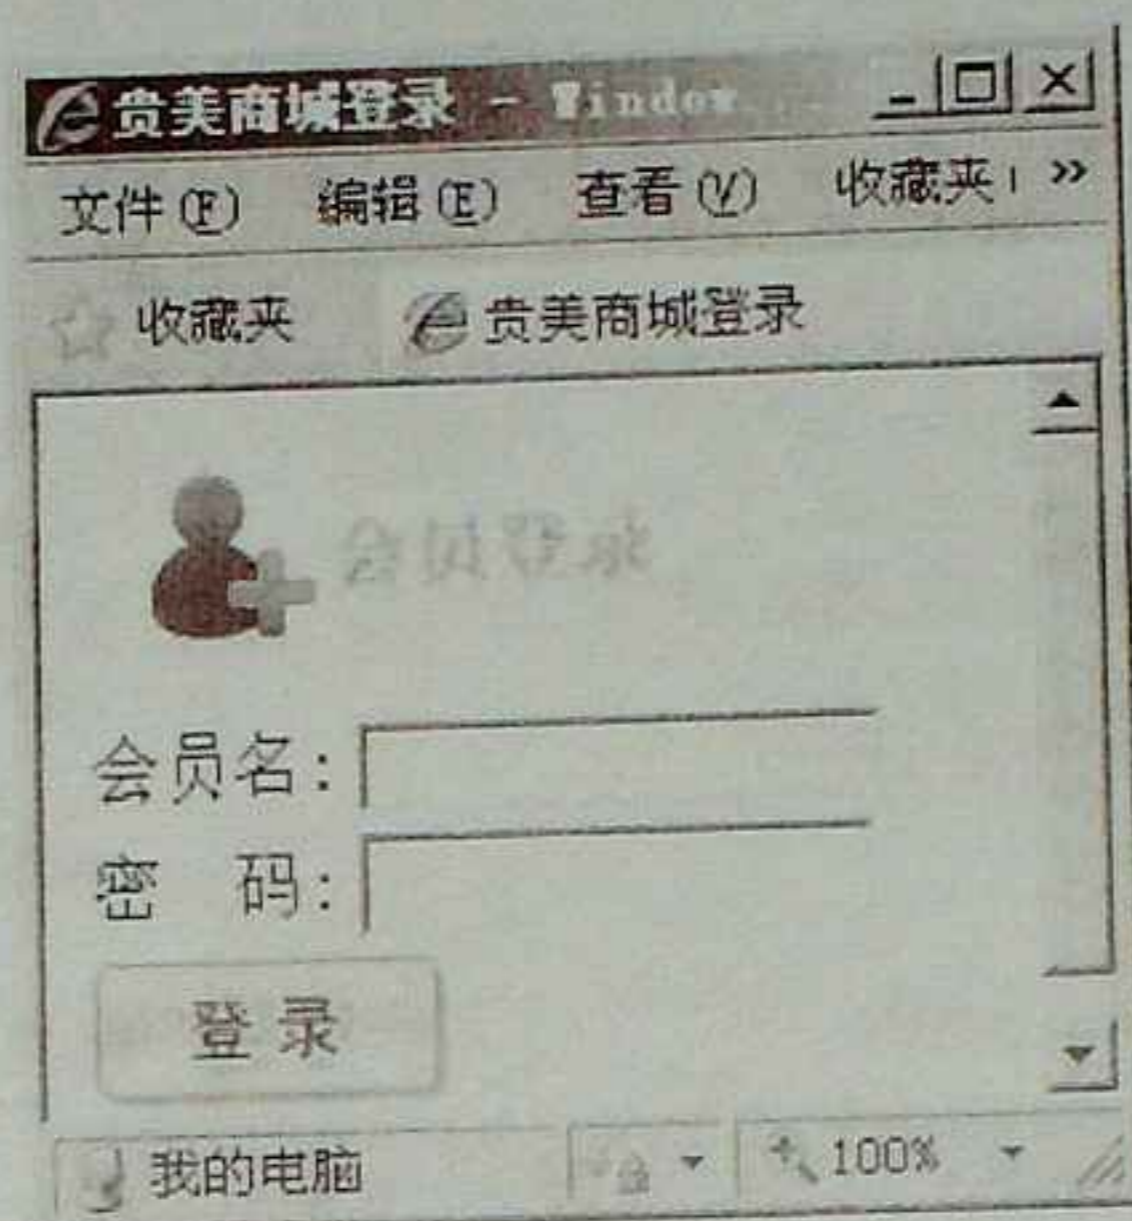 贵美商城登录 - Window
文件(F) 编辑(E) 查看(V) 收藏夹 »
收藏夹 贵美商城登录
会员登录
会员名:
密 码:
登 录
我的电脑 100%